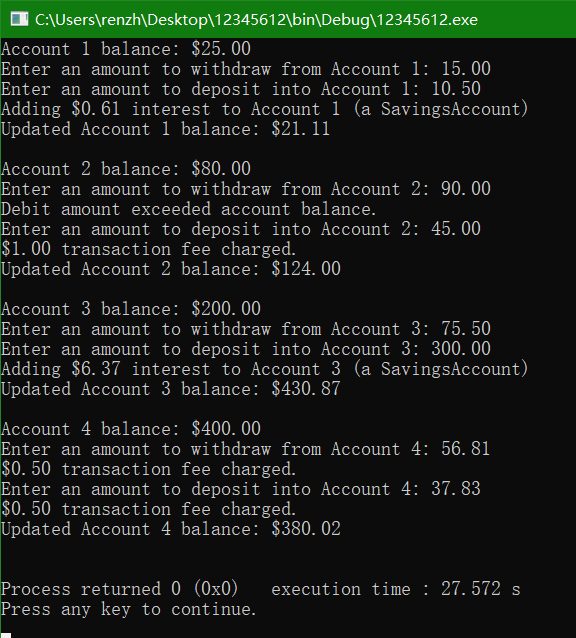 C:\Users\renzh\Desktop\12345612\bin\Debug\12345612.exe
Account 1 balance: $25.00
Enter an amount to withdraw from Account 1: 15.00
Enter an amount to deposit into Account 1: 10.50
Adding $0.61 interest to Account 1 (a SavingsAccount)
Updated Account 1 balance: $21.11
Account 2 balance: $80.00
Enter an amount to withdraw from Account 2: 90.00
Debit amount exceeded account balance.
Enter an amount to deposit into Account 2: 45.00
$1.00 transaction fee charged.
Updated Account 2 balance: $124.00
Account 3 balance: $200.00
Enter an amount to withdraw from Account 3: 75.50
Enter an amount to deposit into Account 3: 300.00
Adding $6.37 interest to Account 3 (a SavingsAccount)
Updated Account 3 balance: $430.87
Account 4 balance: $400.00
Enter an amount to withdraw from Account 4: 56.81
$0.50 transaction fee charged.
Enter an amount to deposit into Account 4: 37.83
$0.50 transaction fee charged.
Updated Account 4 balance: $380.02
Process returned 0 (0x0)   execution time : 27.572 s
Press any key to continue.